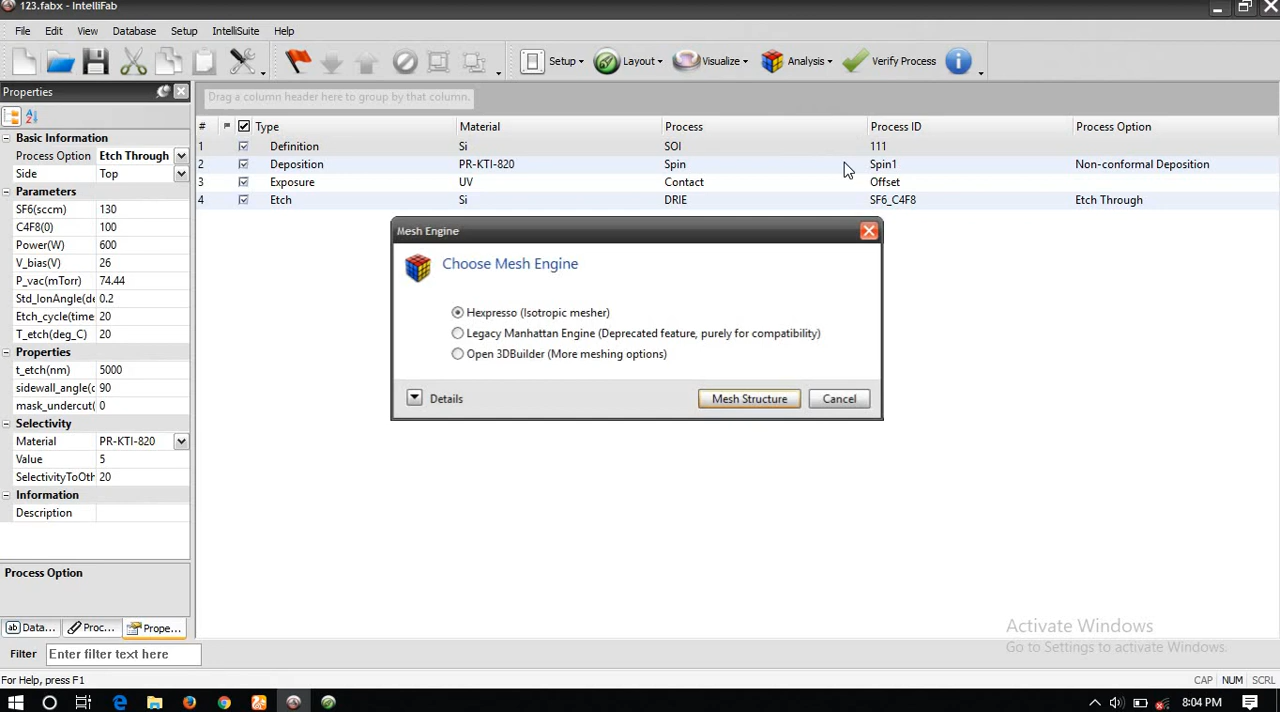 123.fabx - IntelliFab
File Edit View Database Setup IntelliSuite Help
Setup Layout Visualize Analysis Verify Process
Properties
Drag a column header here to group by that column.
# Type Material Process Process ID Process Option
1 Definition Si SOI 111
2 Deposition PR-KTI-820 Spin Spin1 Non-conformal Deposition
3 Exposure UV Contact Offset
4 Etch Si DRIE SF6_C4F8 Etch Through
Basic Information
Process Option Etch Through
Side Top
Parameters
SF6(sccm) 130
C4F8(0) 100
Power(W) 600
V_bias(V) 26
P_vac(mTorr) 74.44
Std_IonAngle(de 0.2
Etch_cycle(time 20
T_etch(deg_C) 20
Properties
t_etch(nm) 5000
sidewall_angle(c 90
mask_undercut( 0
Selectivity
Material PR-KTI-820
Value 5
SelectivityToOth 20
Information
Description
Process Option
Mesh Engine
Choose Mesh Engine
Hexpresso (Isotropic mesher)
Legacy Manhattan Engine (Deprecated feature, purely for compatibility)
Open 3DBuilder (More meshing options)
Details Mesh Structure Cancel
Activate Windows
Go to Settings to activate Windows.
ab Data... Proc... Prope...
Filter Enter filter text here
For Help, press F1
CAP NUM SCRL
8:04 PM